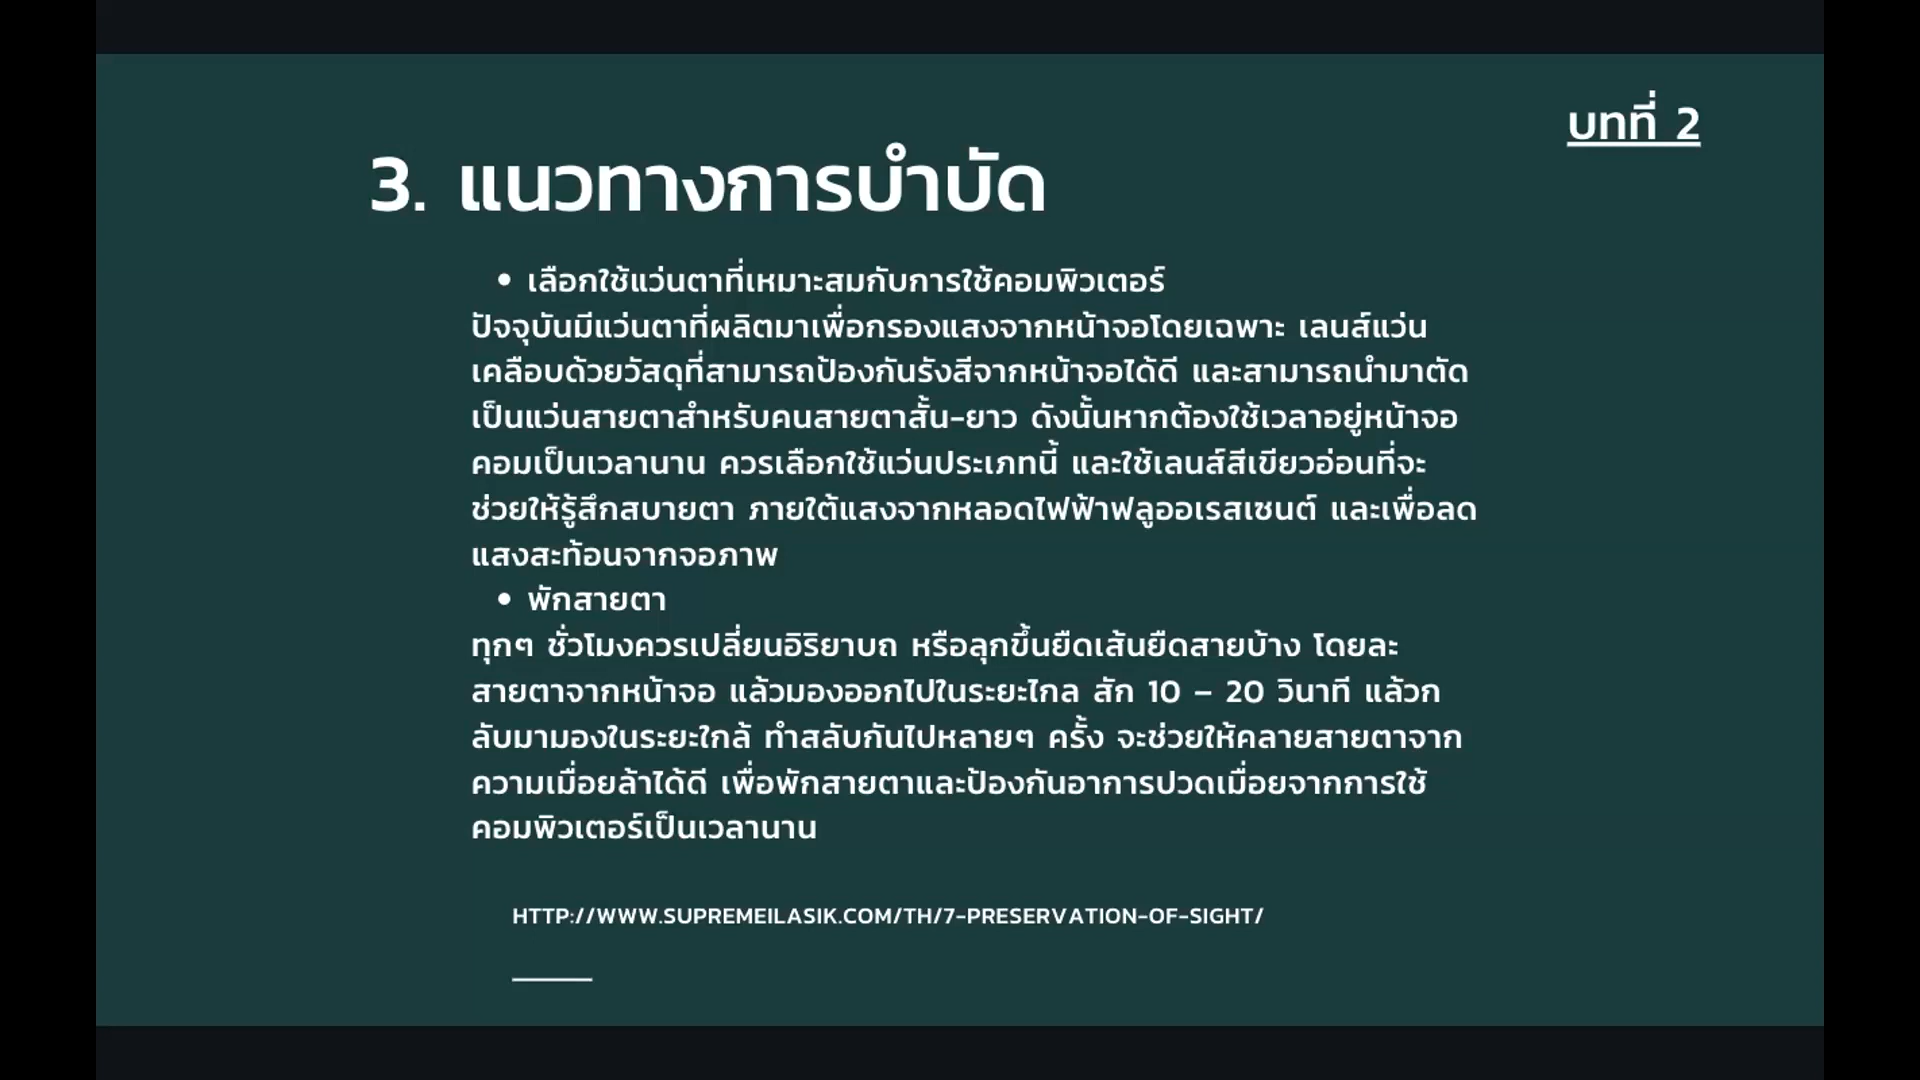 บทที่ 2
3. แนวทางการบำบัด
• เลือกใช้แว่นตาที่เหมาะสมกับการใช้คอมพิวเตอร์
ปัจจุบันมีแว่นตาที่ผลิตมาเพื่อกรองแสงจากหน้าจอโดยเฉพาะ เลนส์แว่น
เคลือบด้วยวัสดุที่สามารถป้องกันรังสีจากหน้าจอได้ดี และสามารถนำมาตัด
เป็นแว่นสายตาสำหรับคนสายตาสั้น-ยาว ดังนั้นหากต้องใช้เวลาอยู่หน้าจอ
คอมเป็นเวลานาน ควรเลือกใช้แว่นประเภทนี้ และใช้เลนส์สีเขียวอ่อนที่จะ
ช่วยให้รู้สึกสบายตา ภายใต้แสงจากหลอดไฟฟ้าฟลูออเรสเซนต์ และเพื่อลด
แสงสะท้อนจากจอภาพ
• พักสายตา
ทุกๆ ชั่วโมงควรเปลี่ยนอิริยาบถ หรือลุกขึ้นยืดเส้นยืดสายบ้าง โดยละ
สายตาจากหน้าจอ แล้วมองออกไปในระยะไกล สัก 10 – 20 วินาที แล้วก
ลับมามองในระยะใกล้ ทำสลับกันไปหลายๆ ครั้ง จะช่วยให้คลายสายตาจาก
ความเมื่อยล้าได้ดี เพื่อพักสายตาและป้องกันอาการปวดเมื่อยจากการใช้
คอมพิวเตอร์เป็นเวลานาน
HTTP://WWW.SUPREMEILASIK.COM/TH/7-PRESERVATION-OF-SIGHT/